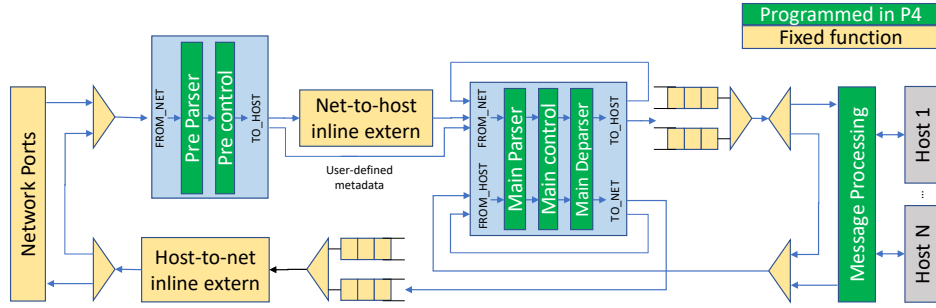 Programmed in P4
Fixed function
Network Ports
FROM_NET
Pre Parser
Pre control
TO_HOST
Net-to-host
inline extern
User-defined
metadata
FROM_NET
FROM_HOST
Main Parser
Main control
Main Deparser
TO_HOST
TO_NET
Message Processing
Host 1
...
Host N
Host-to-net
inline extern